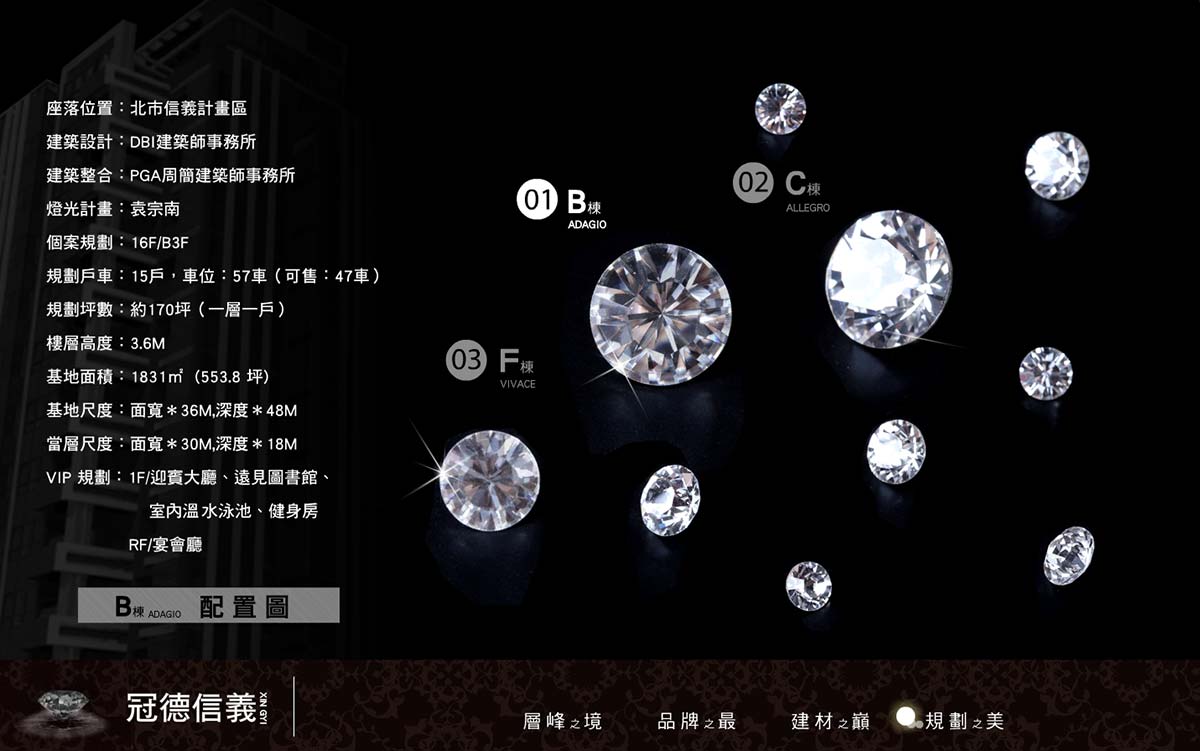 座落位置：北市信義計畫區
建築設計：DBI建築師事務所
建築整合：PGA周簡建築師事務所
燈光計畫：袁宗南
個案規劃：16F/B3F
規劃戶車：15戶，車位：57車（可售：47車）
規劃坪數：約170坪（一層一戶）
樓層高度：3.6M
基地面積：1831㎡（553.8 坪）
基地尺度：面寬＊36M,深度＊48M
當層尺度：面寬＊30M,深度＊18M
VIP 規劃：1F/迎賓大廳、遠見圖書館、
室內溫水泳池、健身房
RF/宴會廳
B棟 ADAGIO 配置圖
01 B棟
ADAGIO
02 C棟
ALLEGRO
03 F棟
VIVACE
冠德信義 XIN GYI
層峰之境 品牌之最 建材之巔 規劃之美